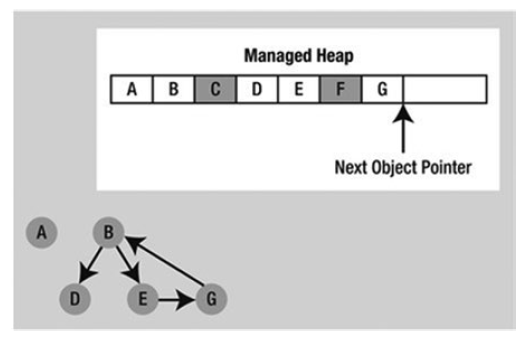 Managed Heap
A B C D E F G
Next Object Pointer
A B
D E G